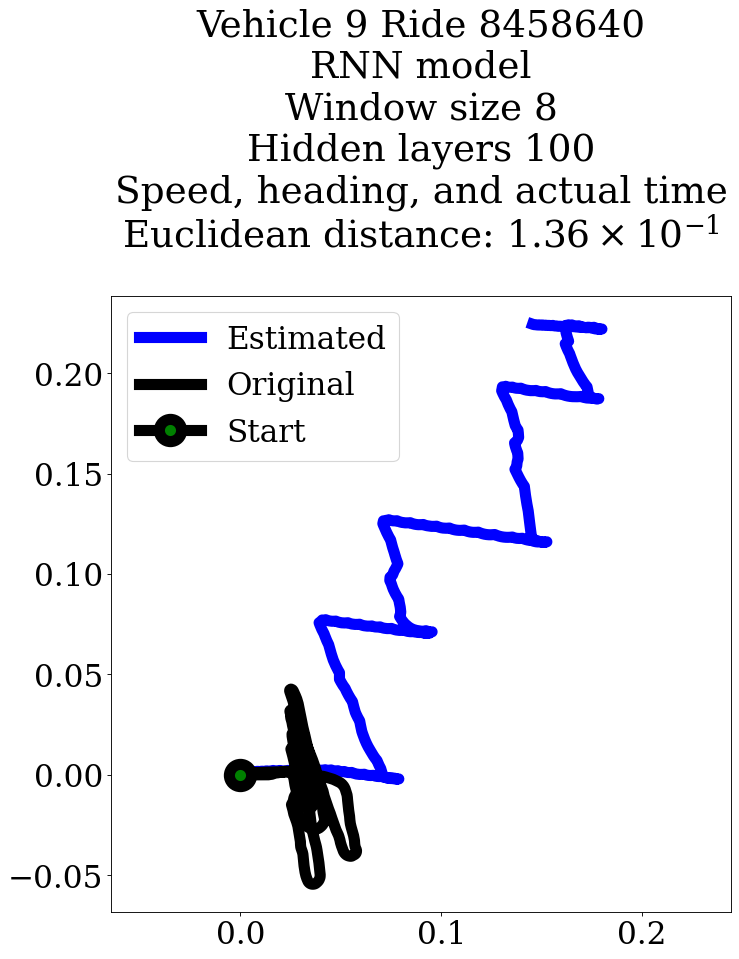 Vehicle 9 Ride 8458640
RNN model
Window size 8
Hidden layers 100
Speed, heading, and actual time
Euclidean distance: 1.36 × 10⁻¹
Estimated
Original
Start
0.20
0.15
0.10
0.05
0.00
−0.05
0.0 0.1 0.2